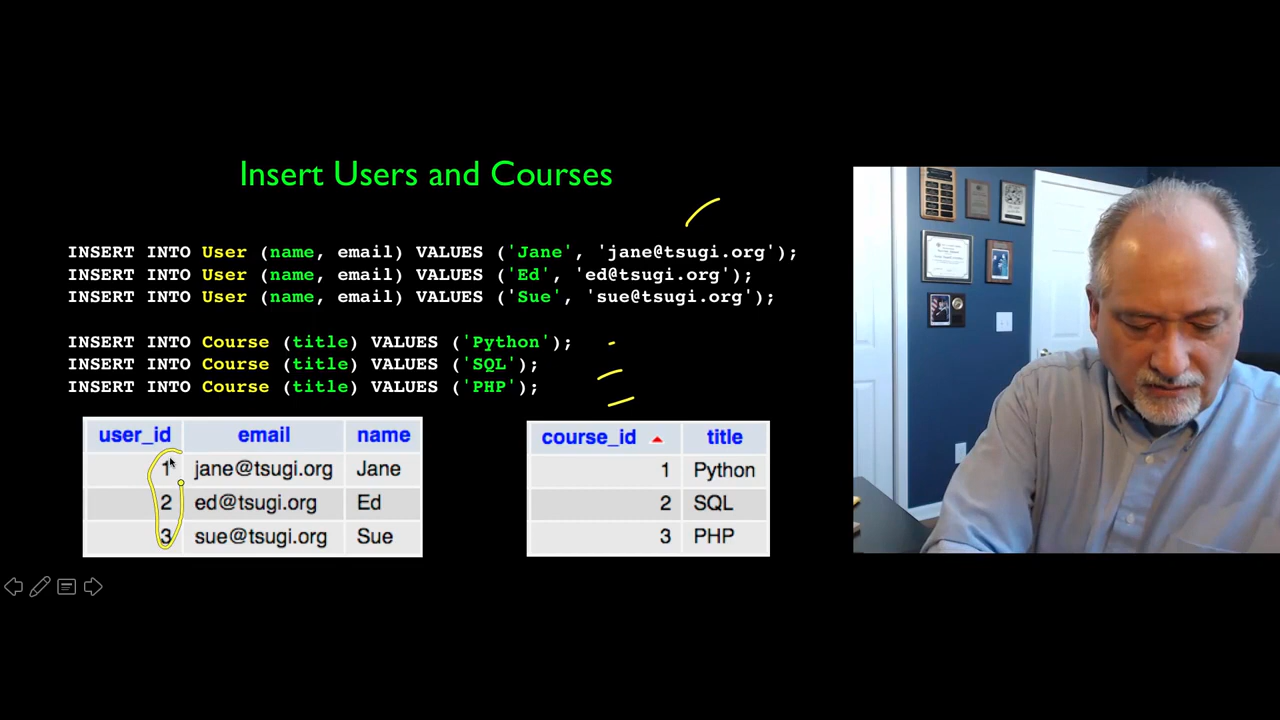 Insert Users and Courses
INSERT INTO User (name, email) VALUES ('Jane', 'jane@tsugi.org');
INSERT INTO User (name, email) VALUES ('Ed', 'ed@tsugi.org');
INSERT INTO User (name, email) VALUES ('Sue', 'sue@tsugi.org');
INSERT INTO Course (title) VALUES ('Python');
INSERT INTO Course (title) VALUES ('SQL');
INSERT INTO Course (title) VALUES ('PHP');
user_id email name
1 jane@tsugi.org Jane
2 ed@tsugi.org Ed
3 sue@tsugi.org Sue
course_id title
1 Python
2 SQL
3 PHP